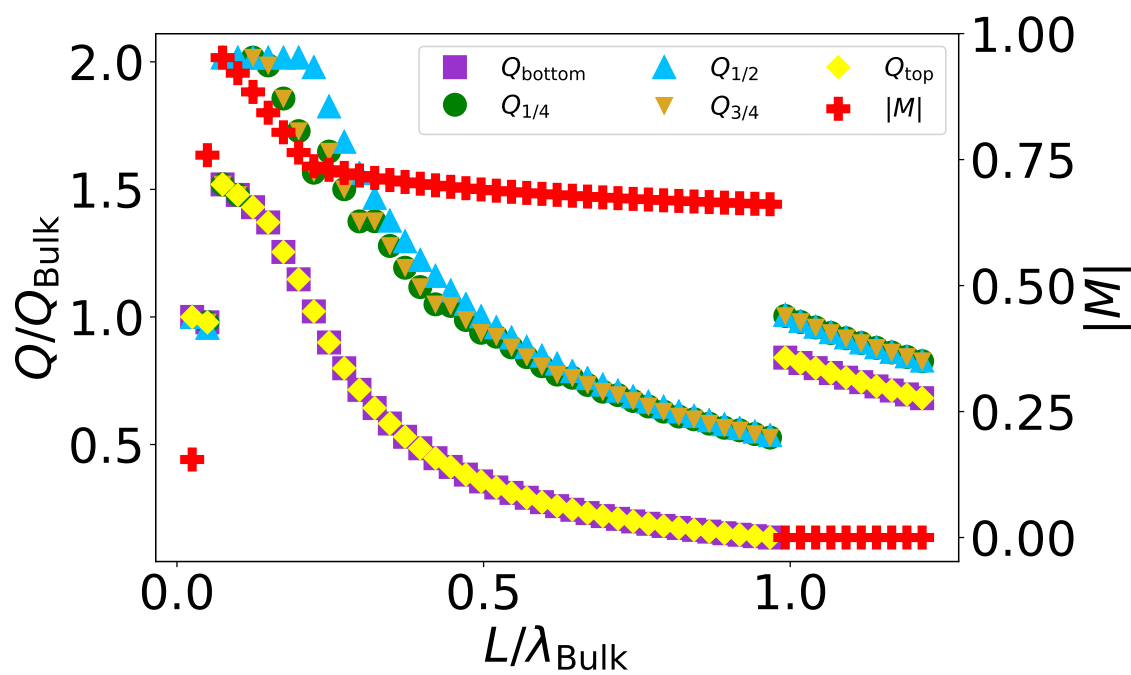 1.00
2.0
Q_bottom
Q_1/2
Q_top
Q_1/4
Q_3/4
|M|
1.5
0.75
Q/Q_Bulk
1.0
0.50
|M|
0.5
0.25
0.00
0.0
0.5
1.0
L/λ_Bulk